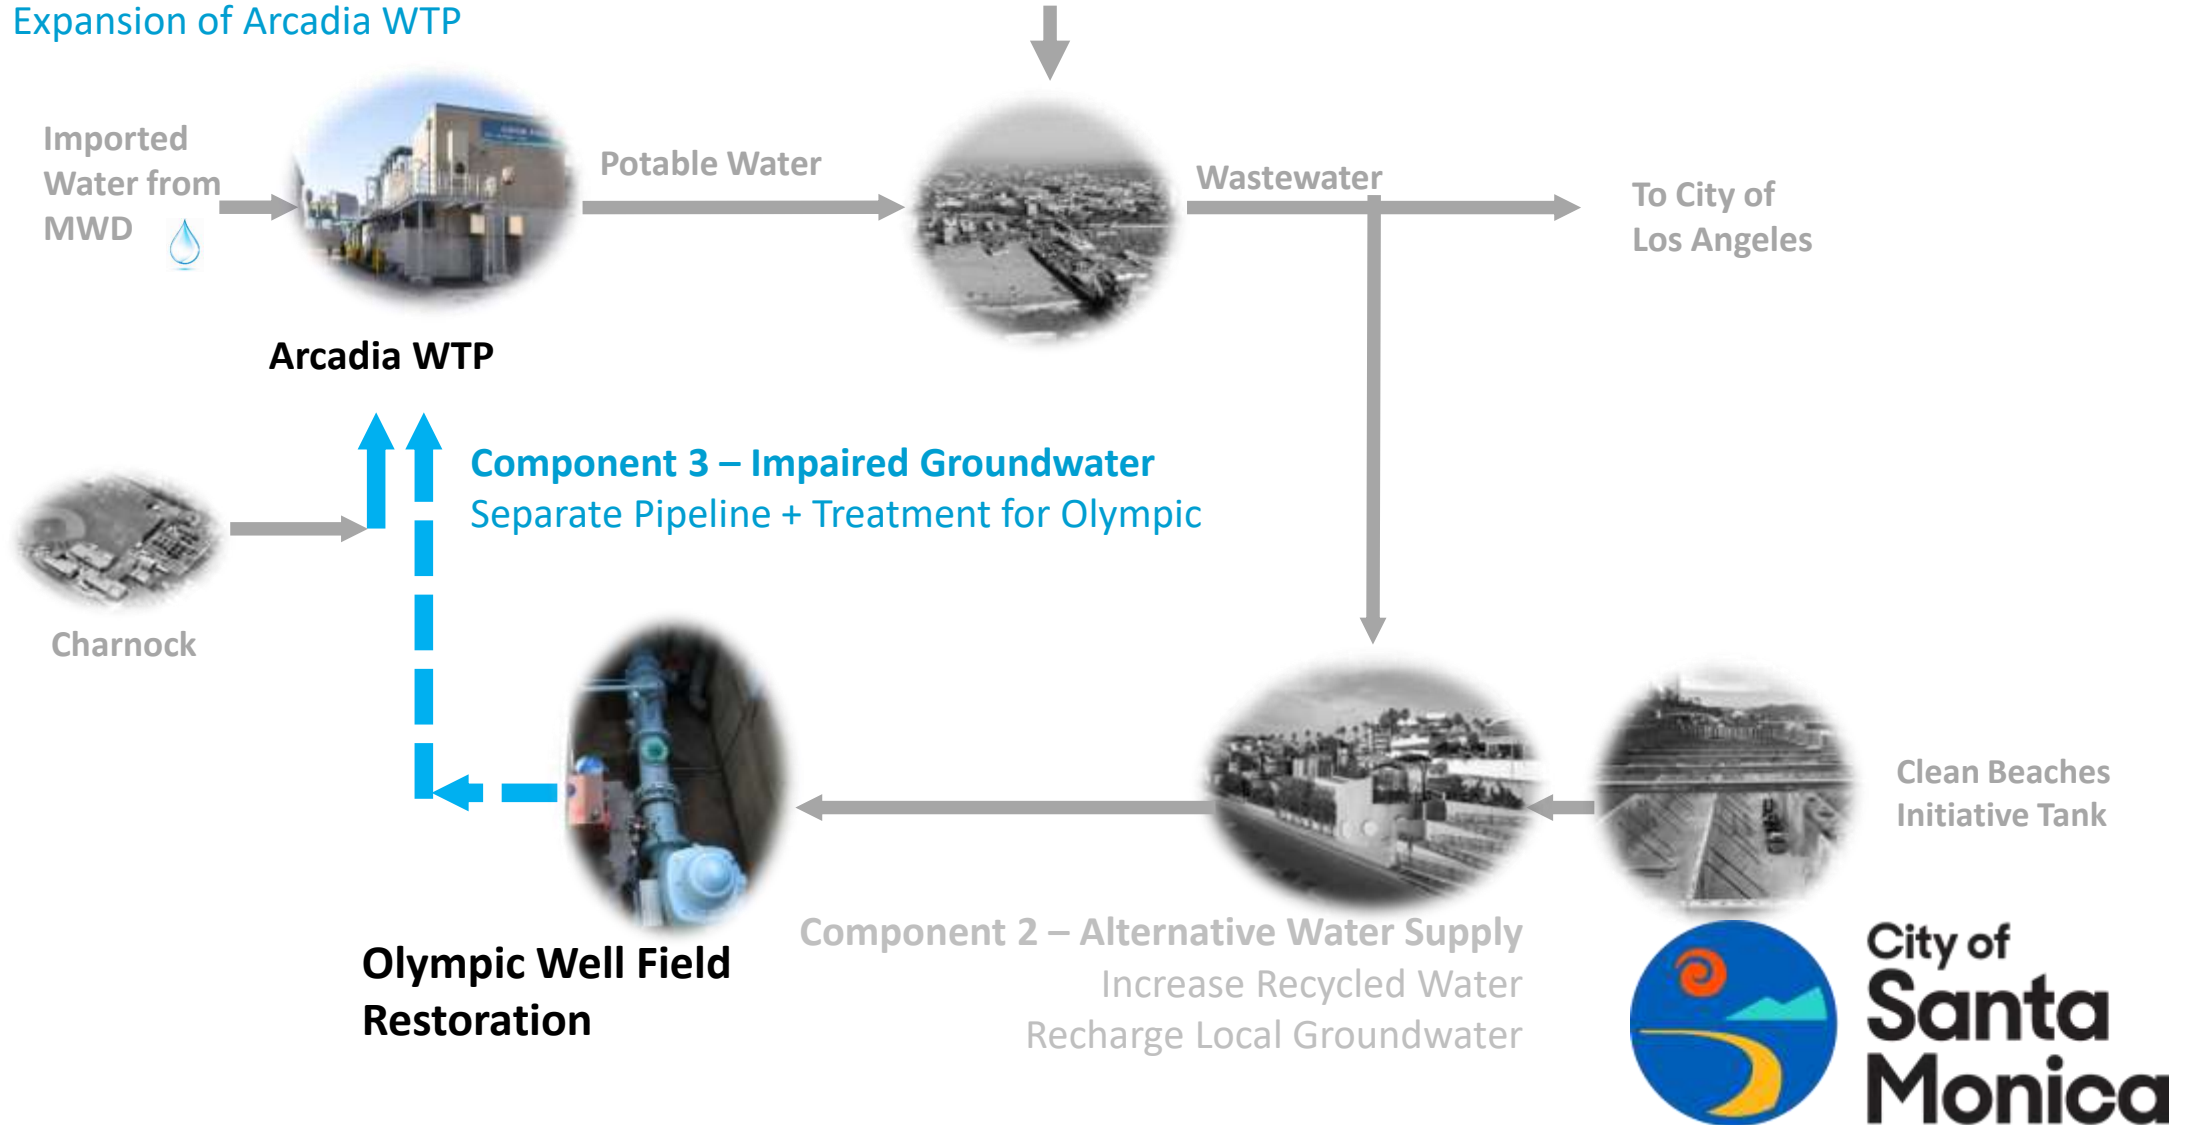 Expansion of Arcadia WTP
Imported
Water from
MWD
Potable Water
Wastewater
To City of
Los Angeles
Arcadia WTP
Component 3 – Impaired Groundwater
Separate Pipeline + Treatment for Olympic
Charnock
Clean Beaches
Initiative Tank
Olympic Well Field
Restoration
Component 2 – Alternative Water Supply
Increase Recycled Water
Recharge Local Groundwater
City of
Santa
Monica